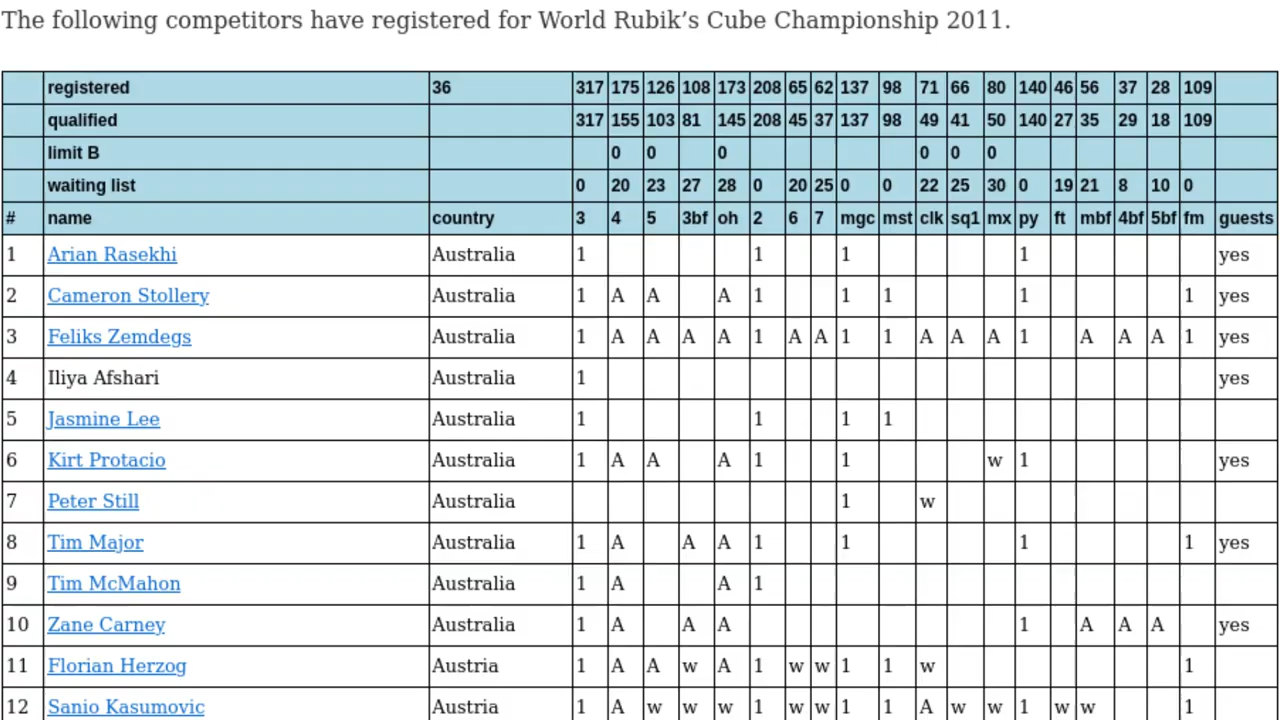 The following competitors have registered for World Rubik’s Cube Championship 2011.
registered 36 317 175 126 108 173 208 65 62 137 98 71 66 80 140 46 56 37 28 109
qualified 317 155 103 81 145 208 45 37 137 98 49 41 50 140 27 35 29 18 109
limit B 0 0 0 0 0 0
waiting list 0 20 23 27 28 0 20 25 0 0 22 25 30 0 19 21 8 10 0
# name country 3 4 5 3bf oh 2 6 7 mgc mst clk sq1 mx py ft mbf 4bf 5bf fm guests
1 Arian Rasekhi Australia 1 1 1 1 yes
2 Cameron Stollery Australia 1 A A A 1 1 1 1 1 yes
3 Feliks Zemdegs Australia 1 A A A A 1 A A 1 1 A A A 1 A A A 1 yes
4 Iliya Afshari Australia 1 yes
5 Jasmine Lee Australia 1 1 1 1
6 Kirt Protacio Australia 1 A A A 1 1 w 1 yes
7 Peter Still Australia 1 w
8 Tim Major Australia 1 A A A 1 1 1 1 yes
9 Tim McMahon Australia 1 A A 1
10 Zane Carney Australia 1 A A A 1 A A A yes
11 Florian Herzog Austria 1 A A w A 1 w w 1 1 w 1
12 Sanio Kasumovic Austria 1 A w w w 1 w w 1 1 A w w 1 w w 1